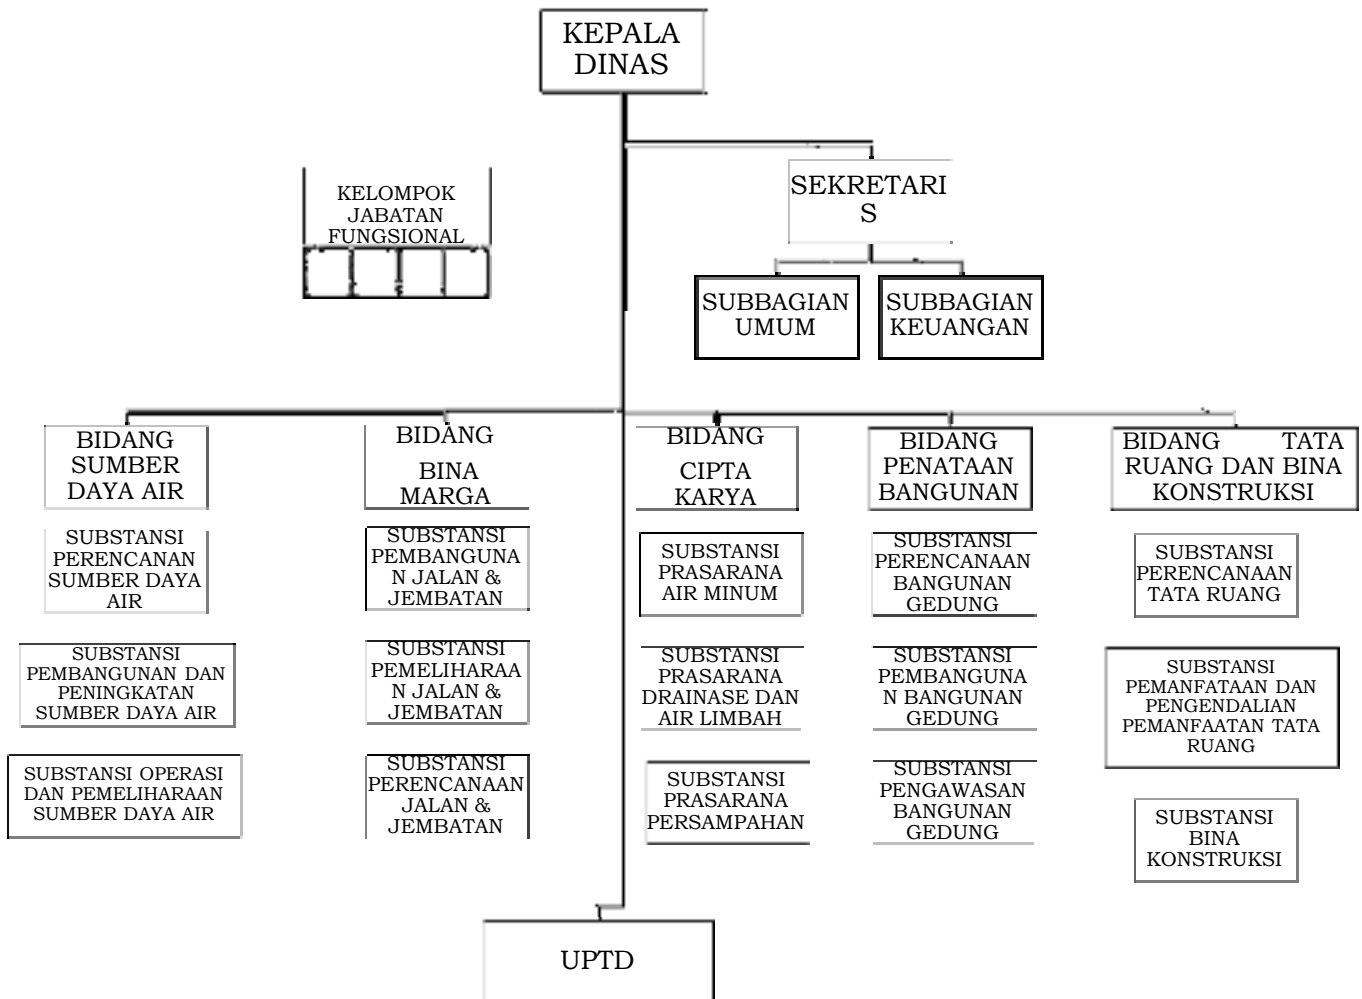 KEPALA
DINAS
SEKRETARI
S
KELOMPOK
JABATAN
FUNGSIONAL
SUBBAGIAN
UMUM
SUBBAGIAN
KEUANGAN
BIDANG
SUMBER
DAYA AIR
BIDANG
BINA
MARGA
BIDANG
CIPTA
KARYA
BIDANG
PENATAAN
BANGUNAN
BIDANG TATA
RUANG DAN BINA
KONSTRUKSI
SUBSTANSI
PERENCANAN
SUMBER DAYA
AIR
SUBSTANSI
PEMBANGUNA
N JALAN &
JEMBATAN
SUBSTANSI
PRASARANA
AIR MINUM
SUBSTANSI
PERENCANAAN
BANGUNAN
GEDUNG
SUBSTANSI
PERENCANAAN
TATA RUANG
SUBSTANSI
PEMBANGUNAN DAN
PENINGKATAN
SUMBER DAYA AIR
SUBSTANSI
PEMELIHARAA
N JALAN &
JEMBATAN
SUBSTANSI
PRASARANA
DRAINASE DAN
AIR LIMBAH
SUBSTANSI
PEMBANGUNA
N BANGUNAN
GEDUNG
SUBSTANSI
PEMANFATAAN DAN
PENGENDALIAN
PEMANFAATAN TATA
RUANG
SUBSTANSI OPERASI
DAN PEMELIHARAAN
SUMBER DAYA AIR
SUBSTANSI
PERENCANAAN
JALAN &
JEMBATAN
SUBSTANSI
PRASARANA
PERSAMPAHAN
SUBSTANSI
PENGAWASAN
BANGUNAN
GEDUNG
SUBSTANSI
BINA
KONSTRUKSI
UPTD